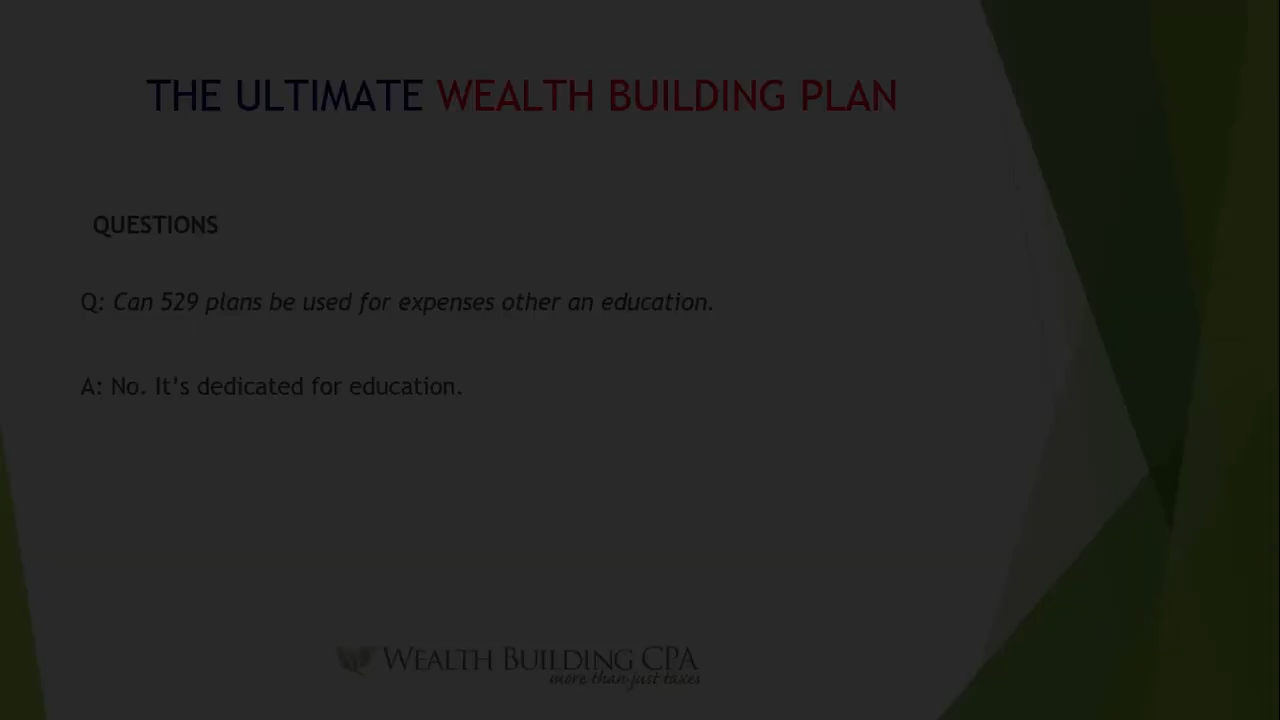 THE ULTIMATE WEALTH BUILDING PLAN
QUESTIONS
Q: Can 529 plans be used for expenses other an education.
A: No. It’s dedicated for education.
WEALTH BUILDING CPA
more than just taxes